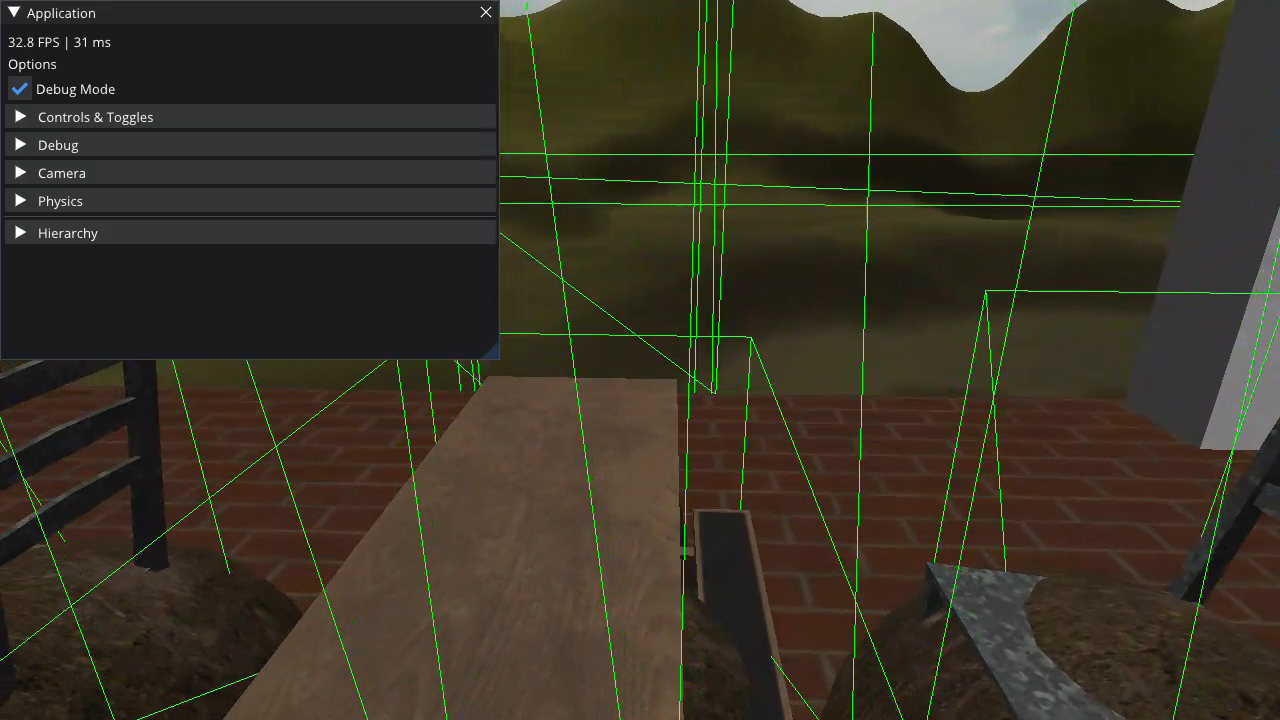 Application
32.8 FPS | 31 ms
Options
Debug Mode
Controls & Toggles
Debug
Camera
Physics
Hierarchy